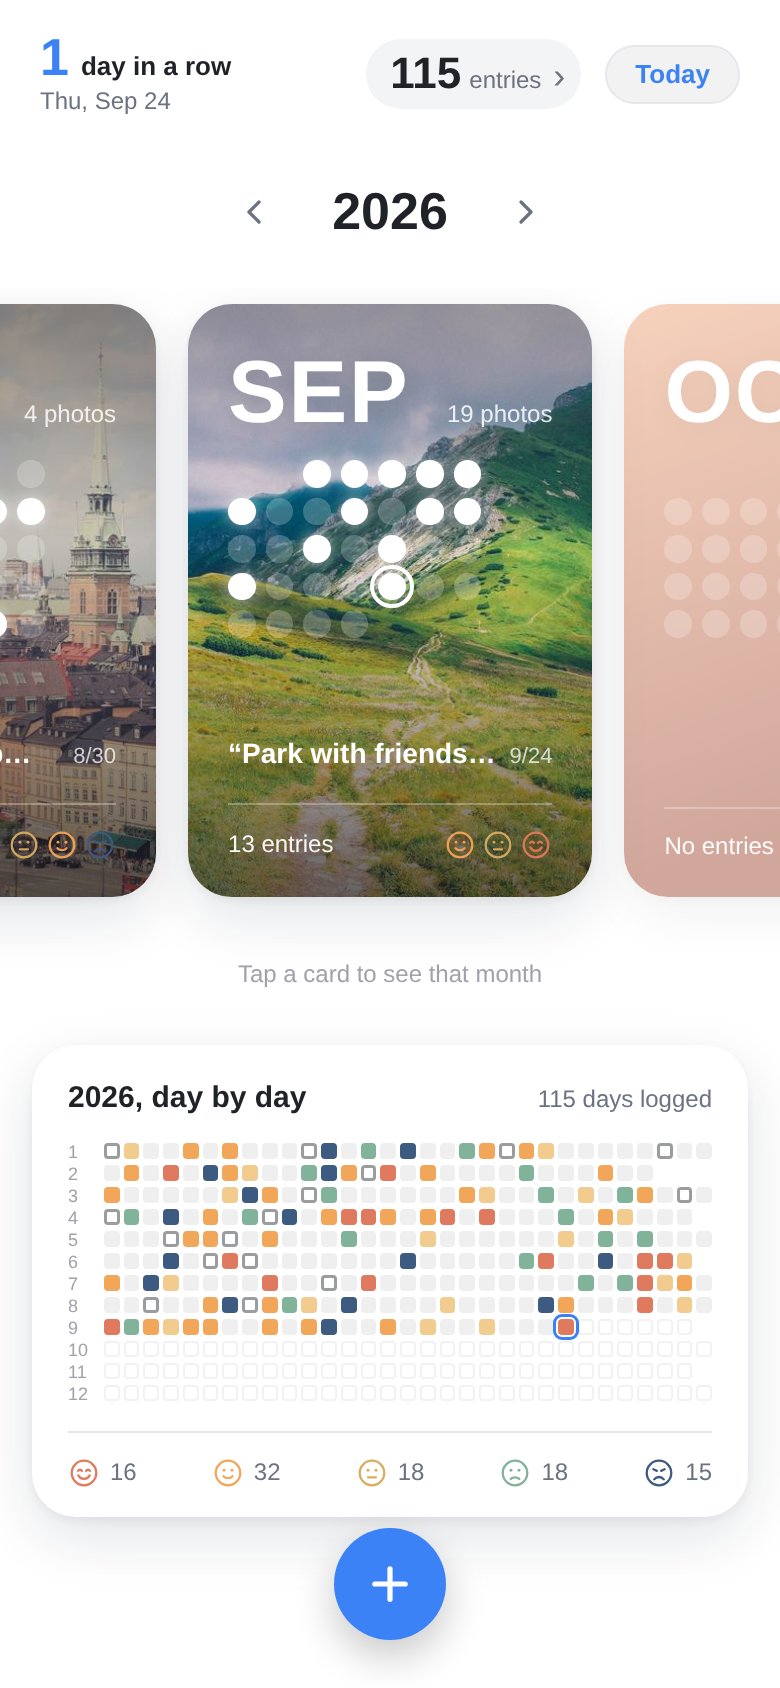 1 day in a row
Thu, Sep 24
115 entries
Today
2026
4 photos
8/30
SEP
19 photos
“Park with friends… 9/24
13 entries
No entries
Tap a card to see that month
2026, day by day
115 days logged
1
2
3
4
5
6
7
8
9
10
11
12
16
32
18
18
15